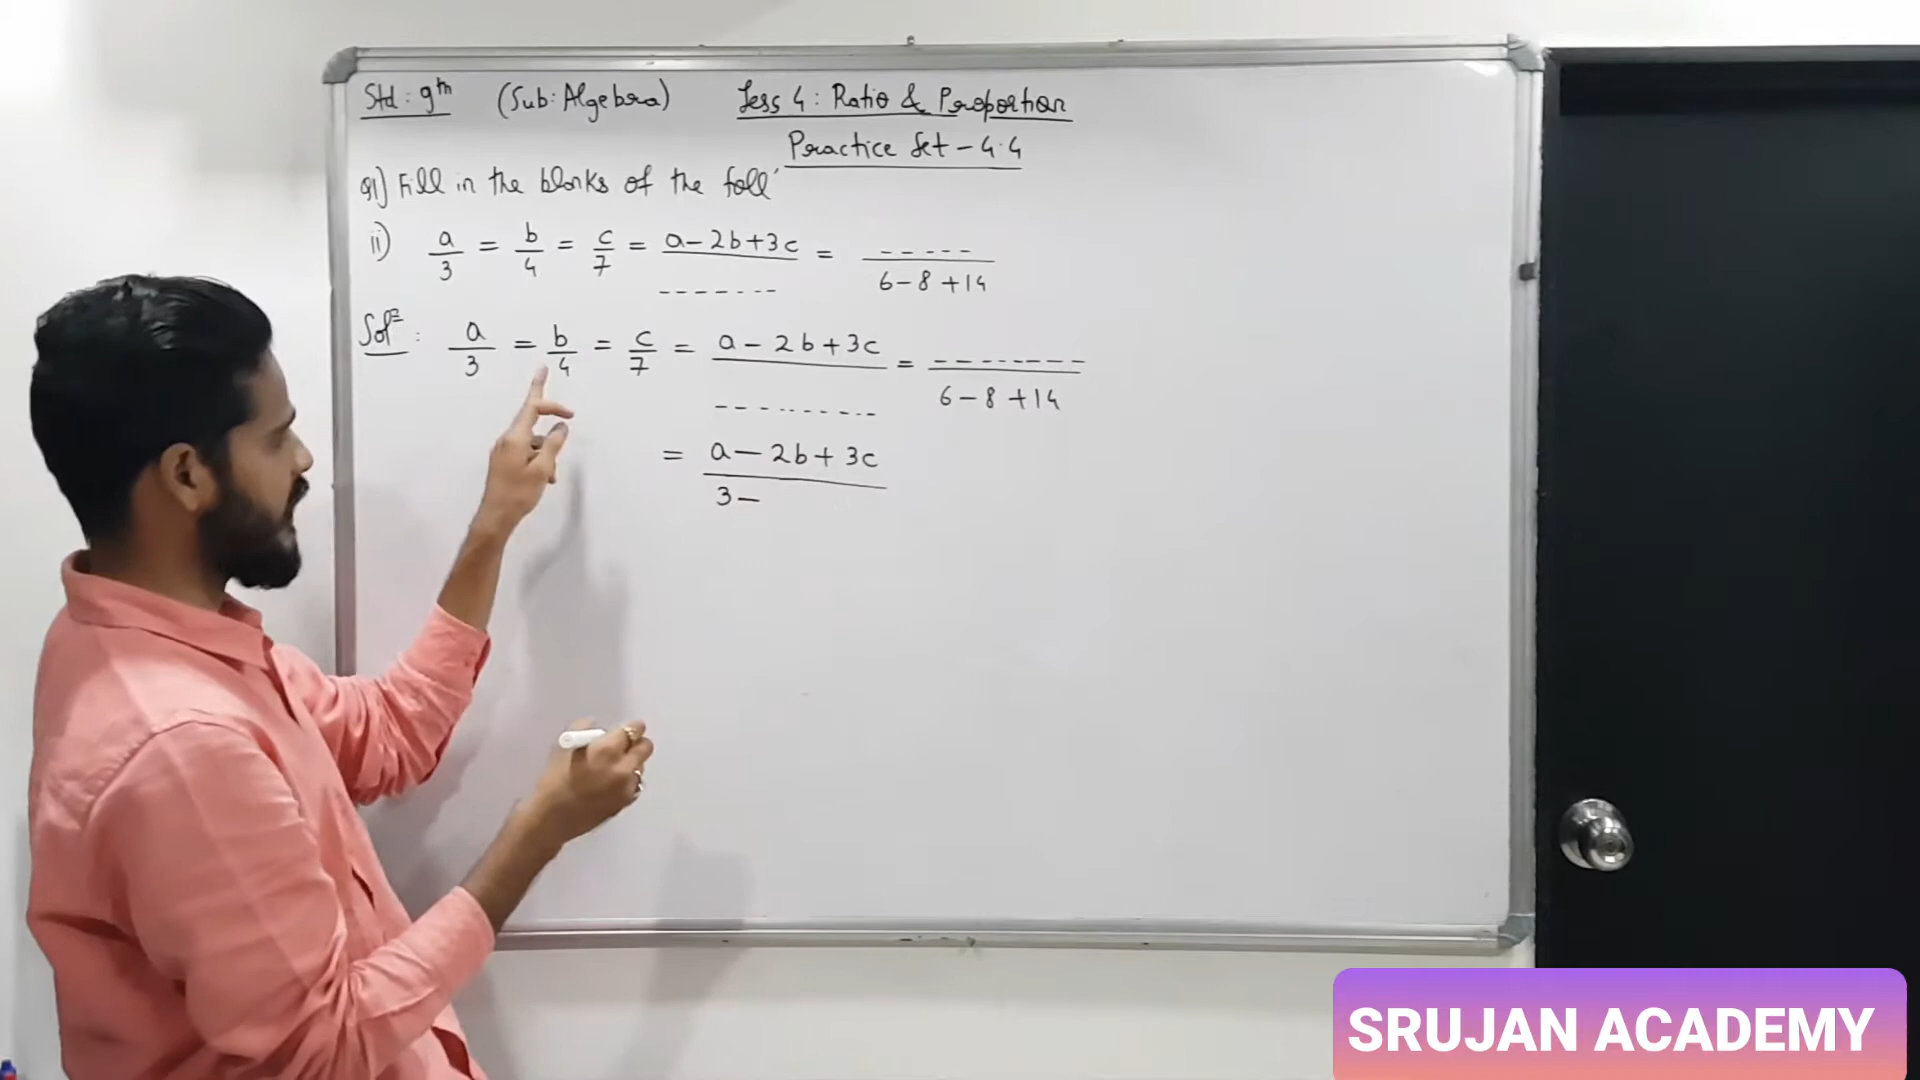 Std : 9th (Sub: Algebra) Less 4 : Ratio & Proportion
Practice Set - 4.4
Q1) Fill in the blanks of the foll'
ii) a/3 = b/4 = c/7 = a - 2b + 3c / ------- = ----- / 6 - 8 + 14
Soln : a/3 = b/4 = c/7 = a - 2b + 3c / --------- = ------- / 6 - 8 + 14
= a - 2b + 3c / 3 -
SRUJAN ACADEMY